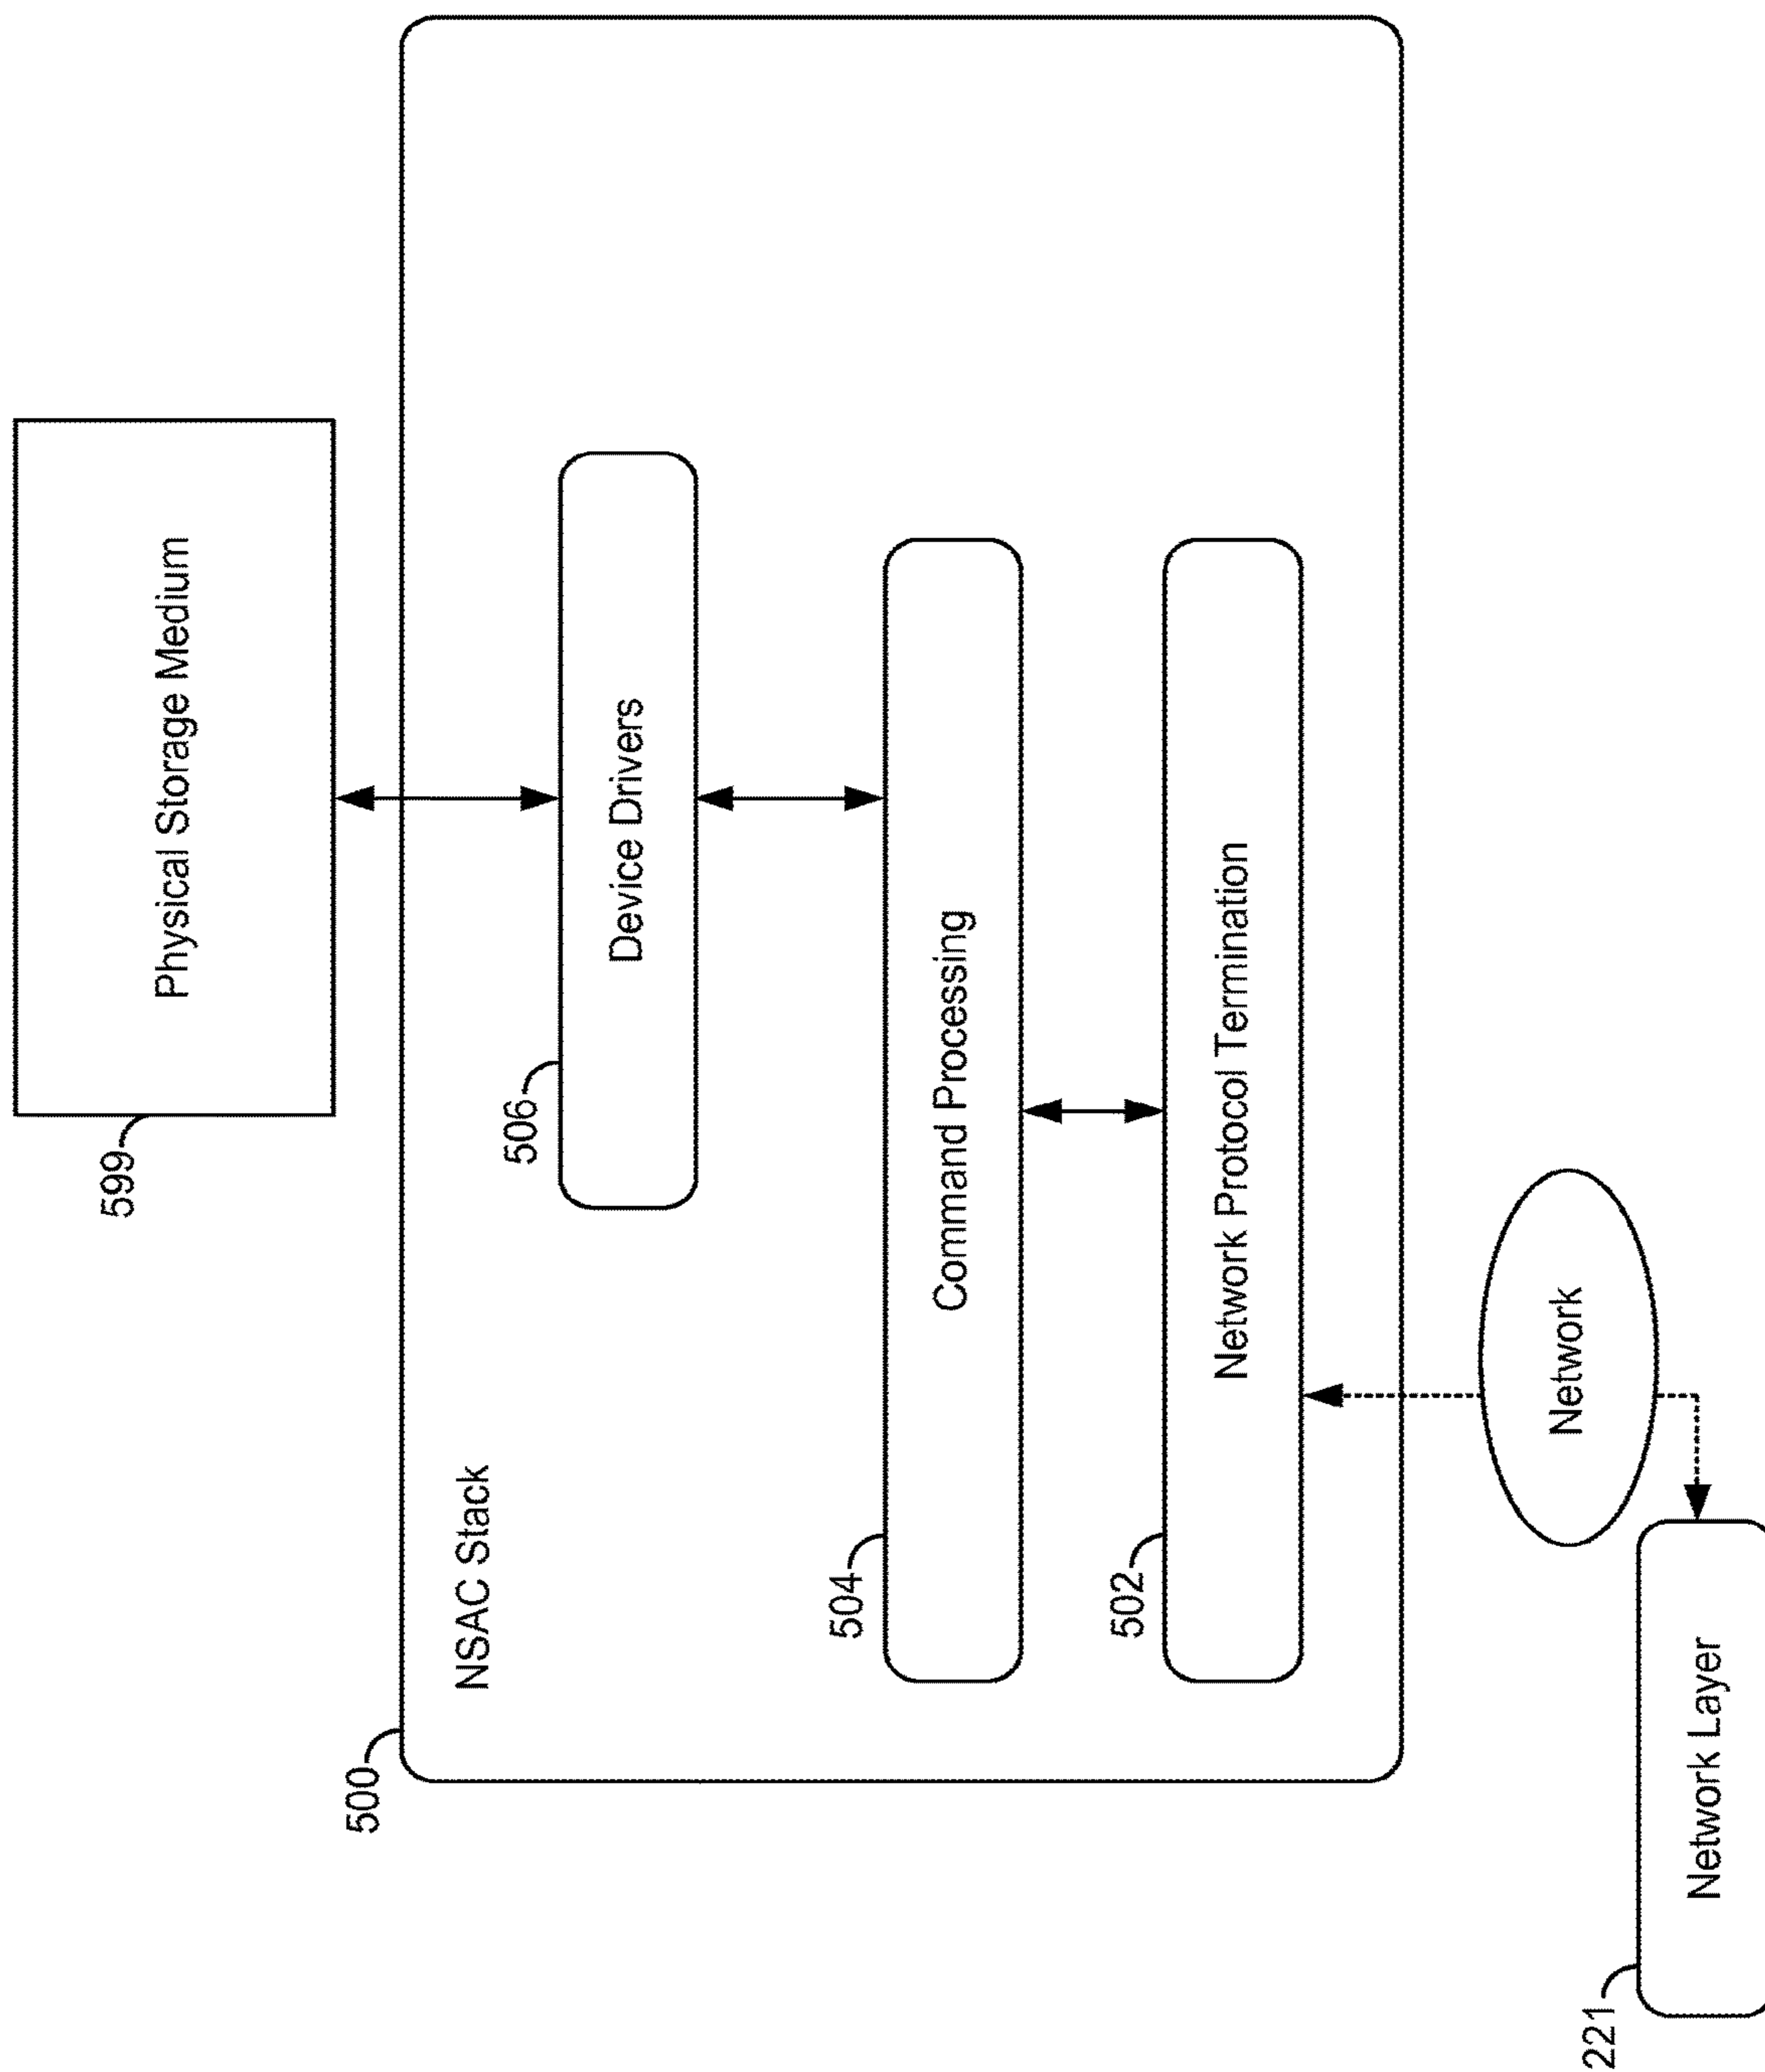 599
Physical Storage Medium
500
NSAC Stack
506
Device Drivers
504
Command Processing
502
Network Protocol Termination
Network
221
Network Layer